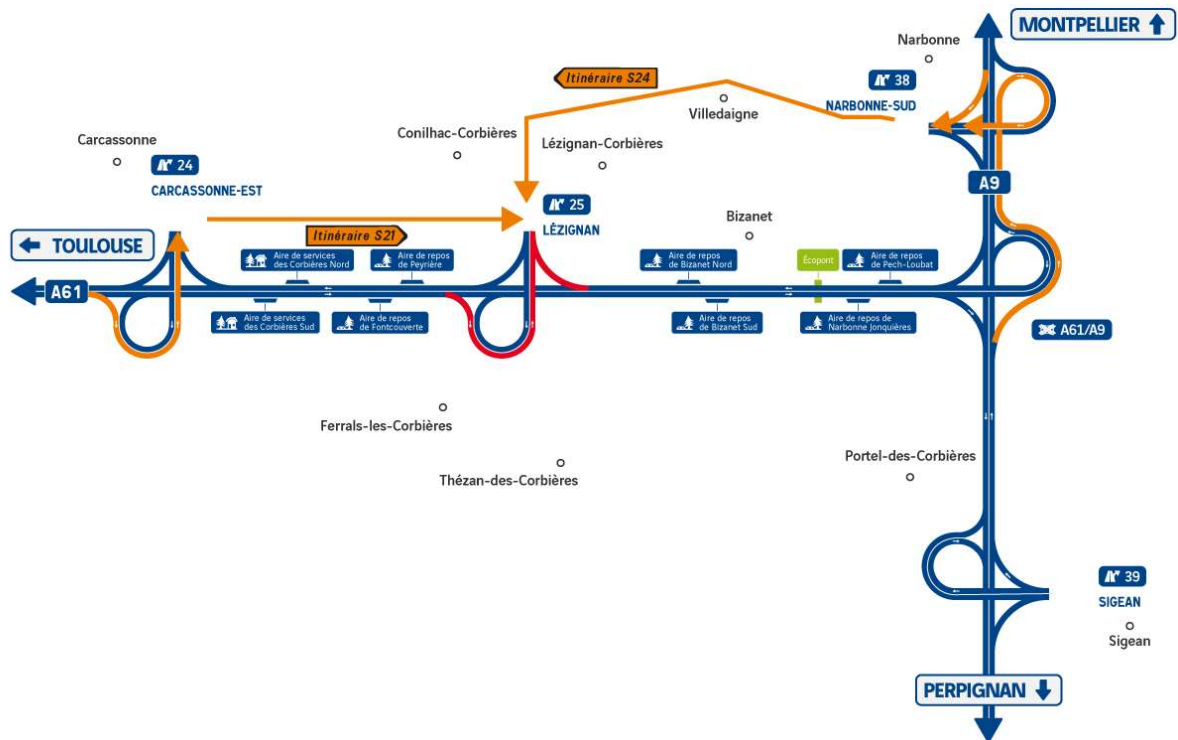 MONTPELLIER
Narbonne
38
NARBONNE-SUD
Itinéraire S24
Villedaigne
Conilhac-Corbières
Lézignan-Corbières
Carcassonne
24
CARCASSONNE-EST
A9
25
LÉZIGNAN
Bizanet
TOULOUSE
Itinéraire S21
Aire de services
des Corbières Nord
Aire de repos
de Peyrière
Aire de repos
de Bizanet Nord
Écopont
Aire de repos
de Pech-Loubat
A61
Aire de services
des Corbières Sud
Aire de repos
de Fontcouverte
Aire de repos
de Bizanet Sud
Aire de repos de
Narbonne Jonquières
A61/A9
Ferrals-les-Corbières
Thézan-des-Corbières
Portel-des-Corbières
39
SIGEAN
Sigean
PERPIGNAN